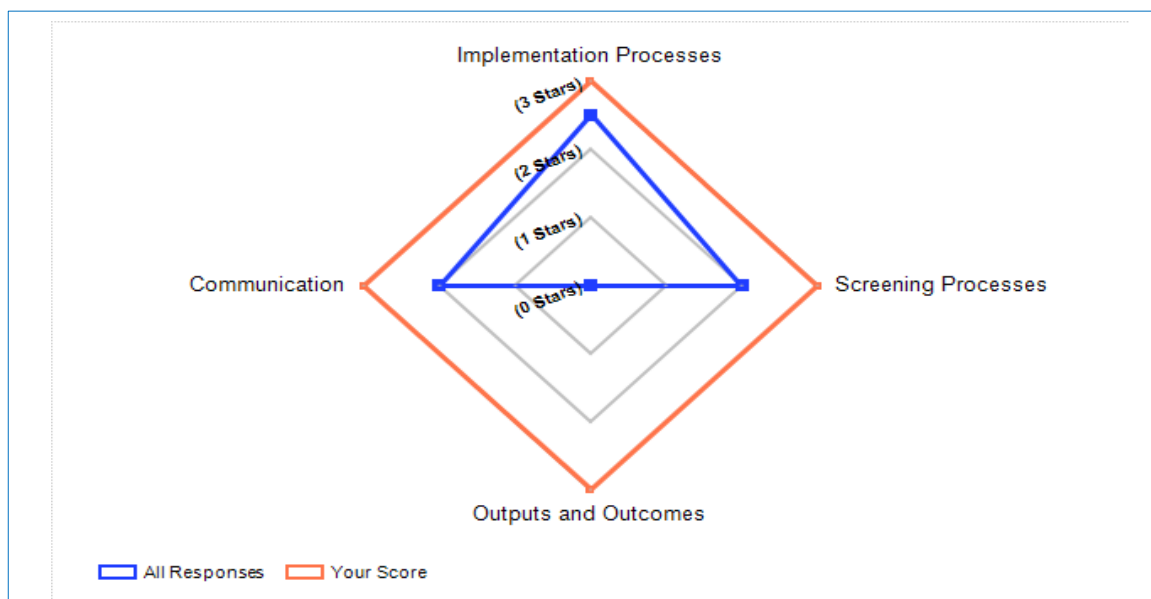 Implementation Processes
(3 Stars)
(2 Stars)
(1 Stars)
(0 Stars)
Communication
Screening Processes
Outputs and Outcomes
All Responses
Your Score